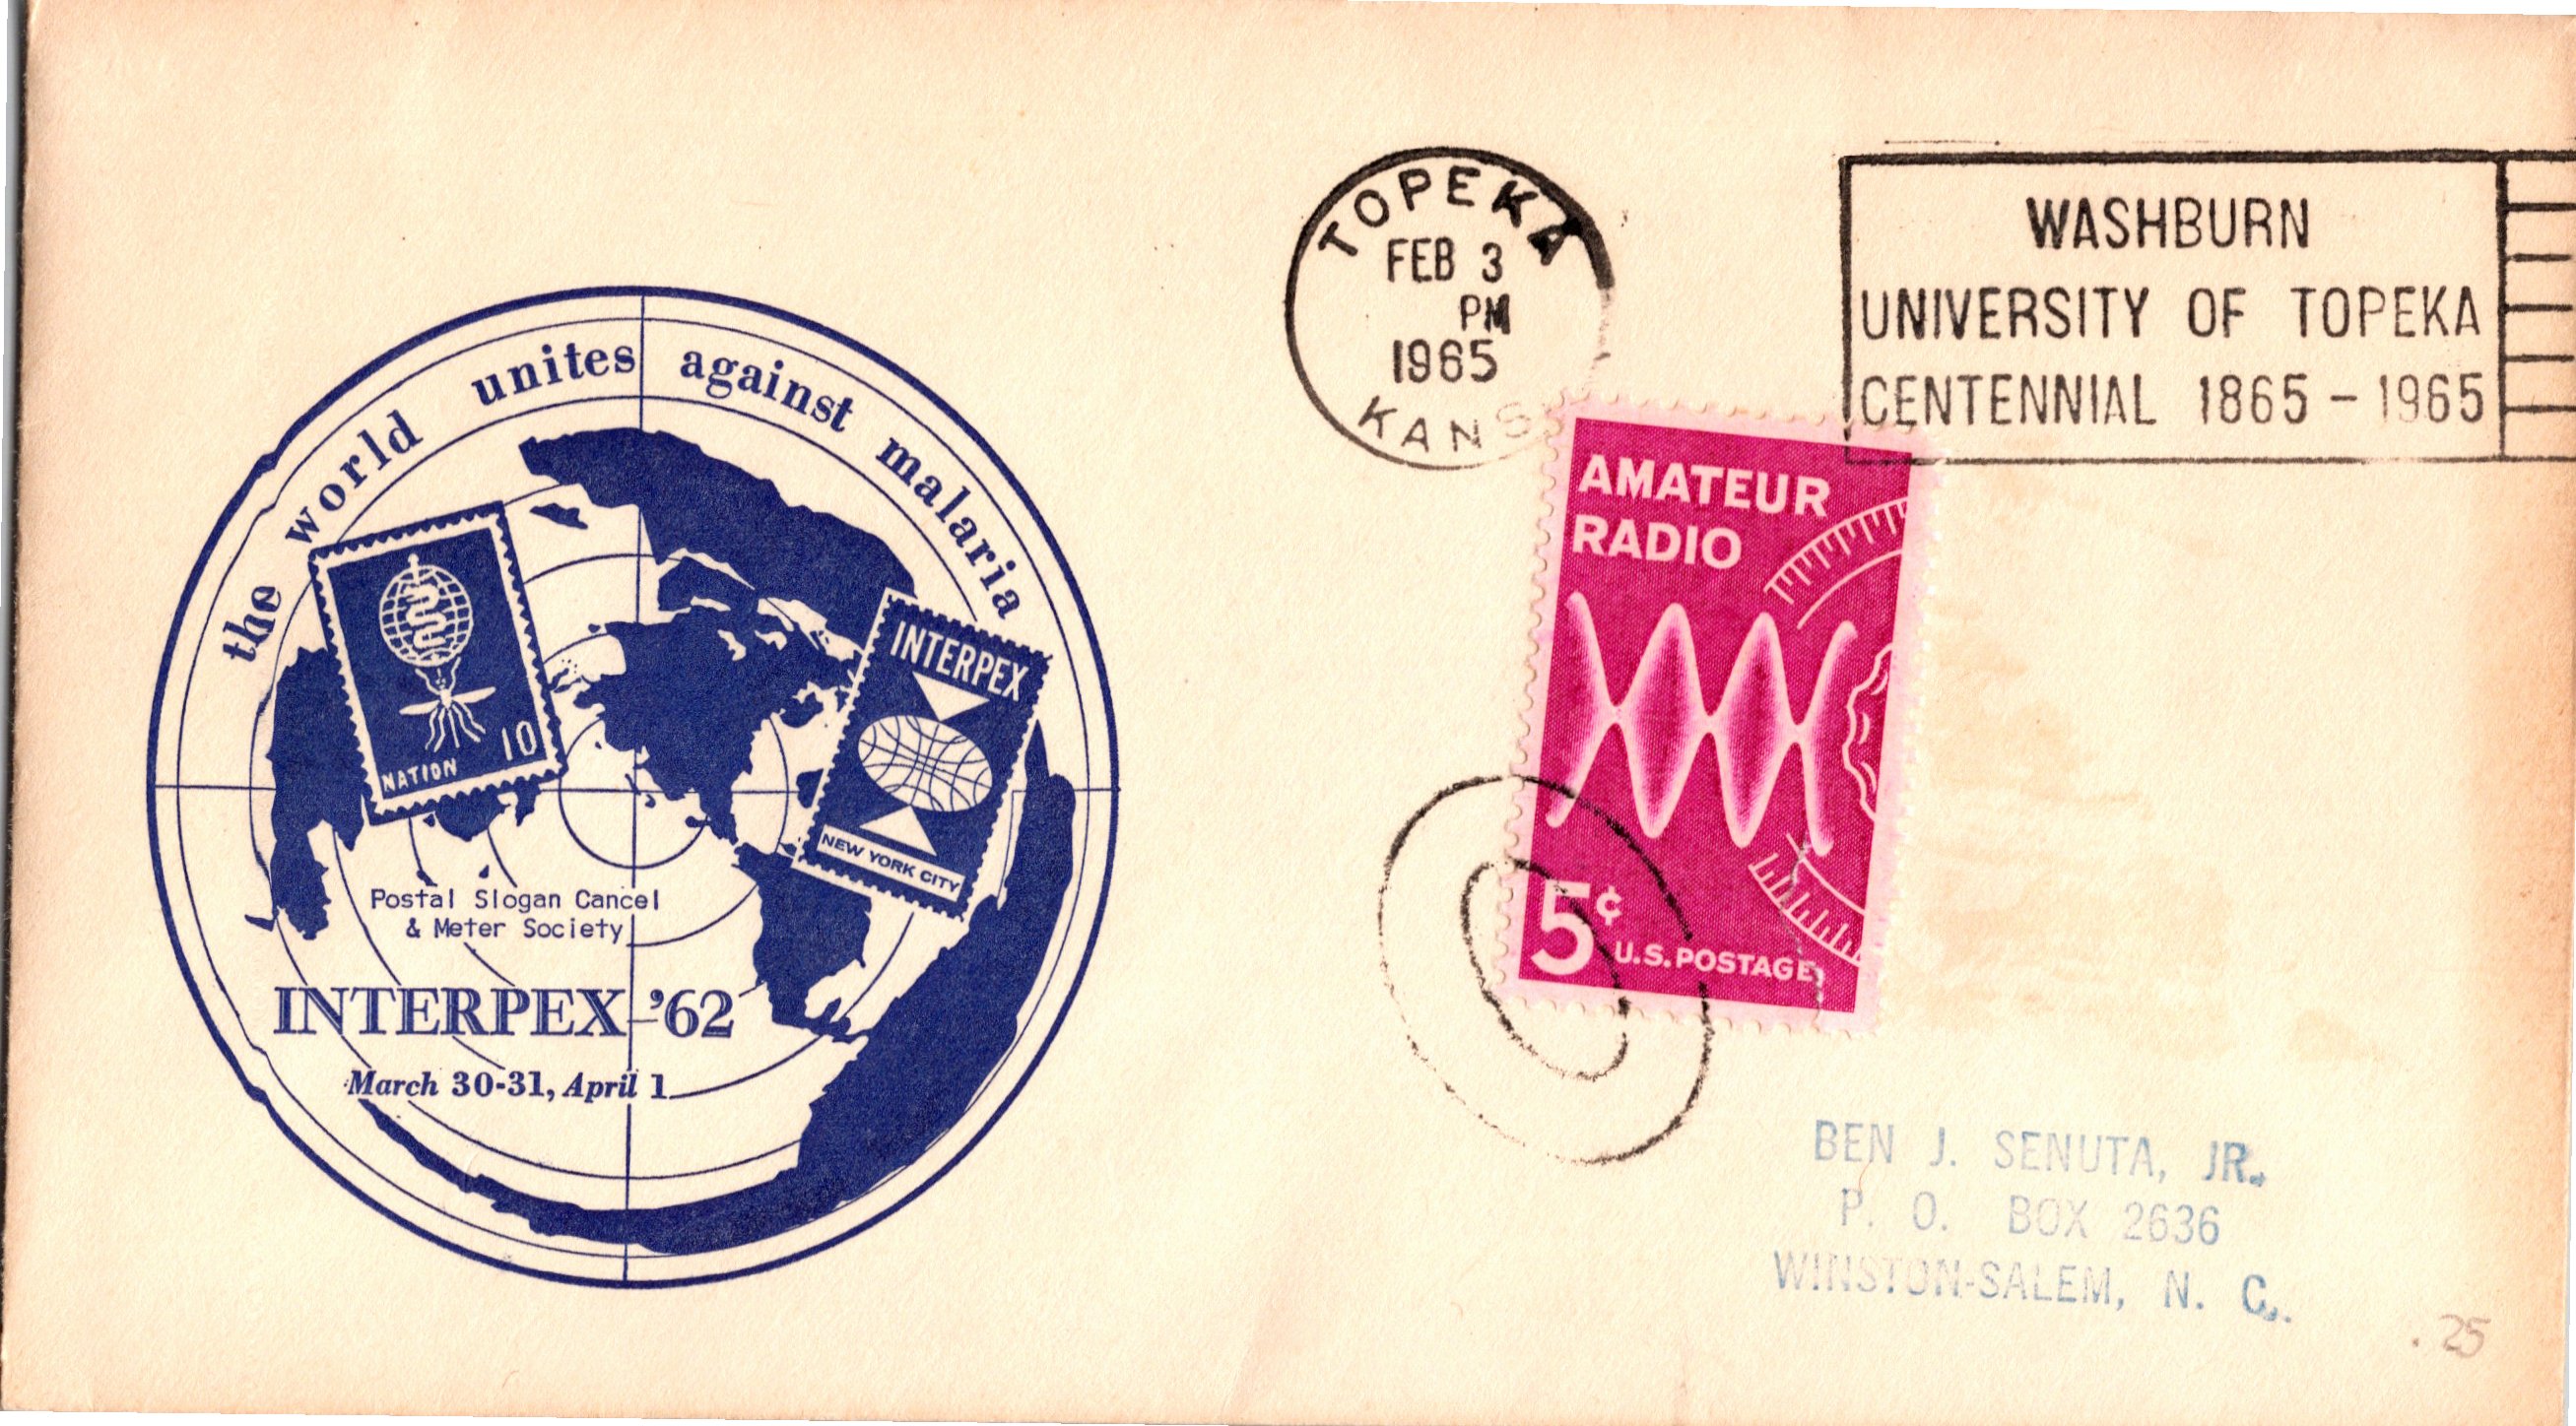 the world unites against malaria
NATION 10
INTERPEX
NEW YORK CITY
Postal Slogan Cancel
& Meter Society
INTERPEX '62
March 30-31, April 1
TOPEKA
FEB 3
PM
1965
KANS
WASHBURN
UNIVERSITY OF TOPEKA
CENTENNIAL 1865 - 1965
AMATEUR
RADIO
5¢
U.S. POSTAGE
BEN J. SENUTA, JR.
P. O. BOX 2636
WINSTON-SALEM, N. C.
.25